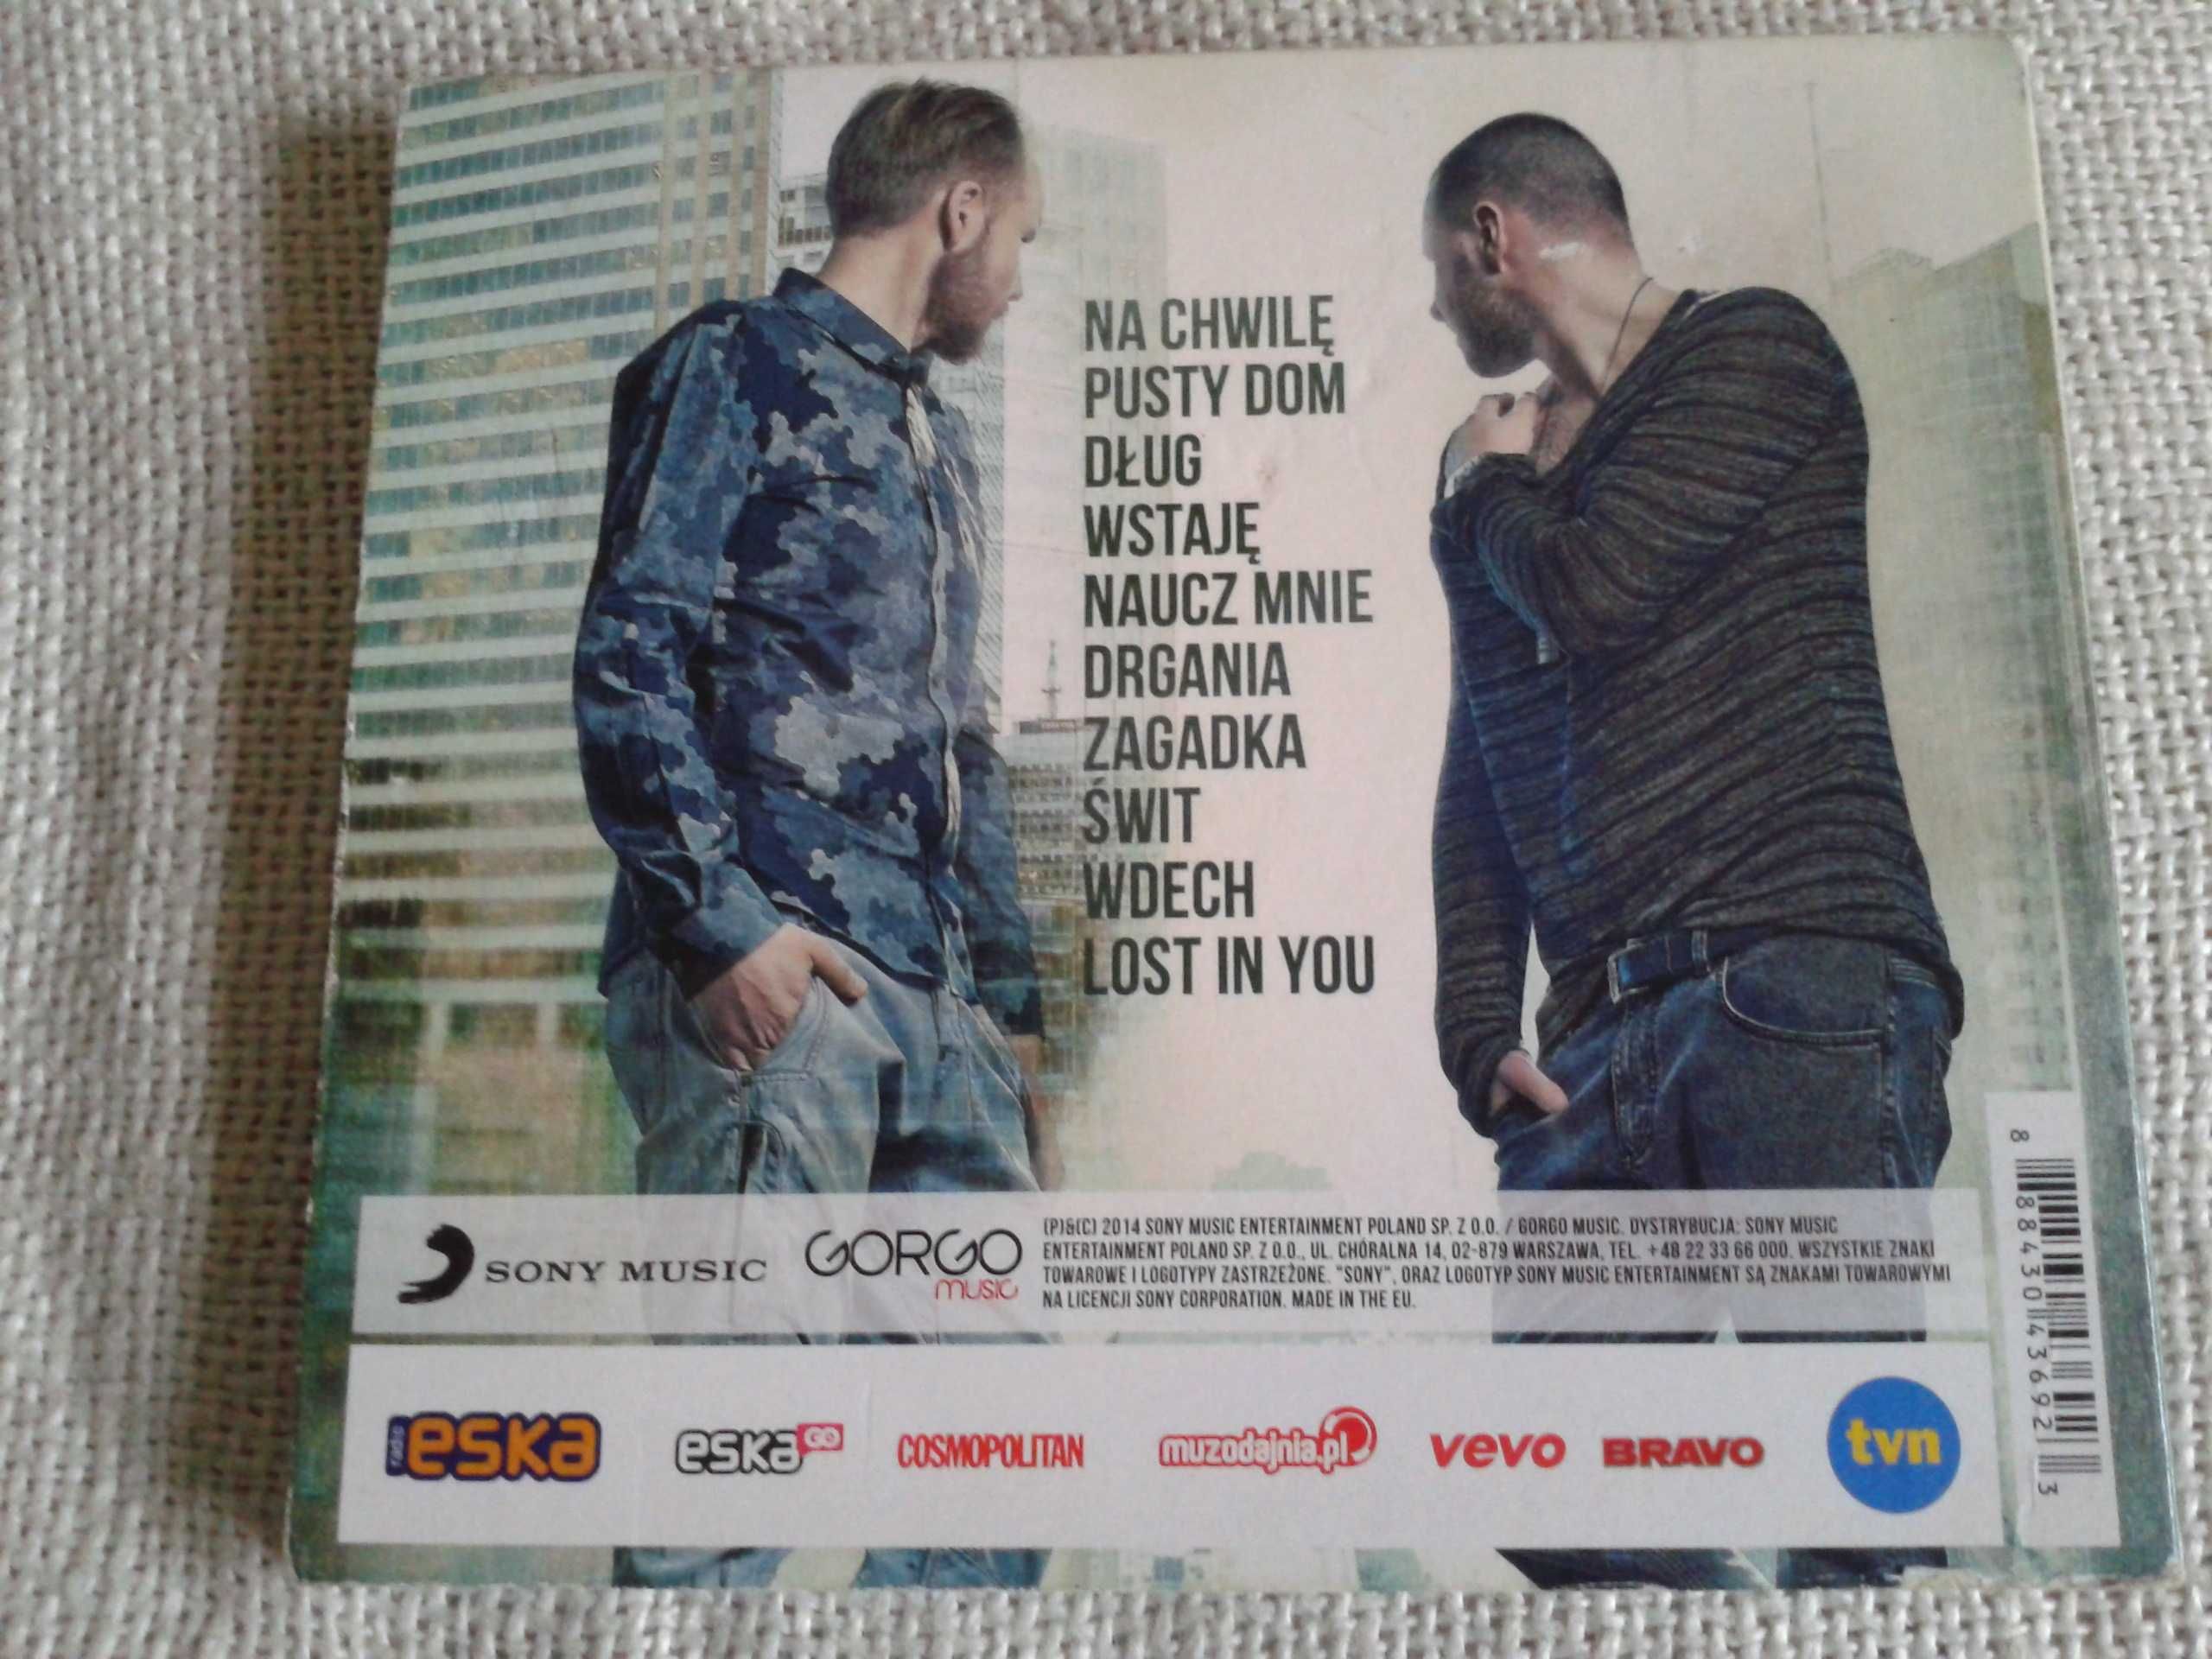 NA CHWILĘ
PUSTY DOM
DŁUG
WSTAJĘ
NAUCZ MNIE
DRGANIA
ZAGADKA
ŚWIT
WDECH
LOST IN YOU
SONY MUSIC
GORGO
music
(P)&(C) 2014 SONY MUSIC ENTERTAINMENT POLAND SP. Z O.O. / GORGO MUSIC. DYSTRYBUCJA: SONY MUSIC
ENTERTAINMENT POLAND SP. Z O.O., UL. CHÓRALNA 14, 02-879 WARSZAWA, TEL. +48 22 33 66 000. WSZYSTKIE ZNAKI
TOWAROWE I LOGOTYPY ZASTRZEŻONE. "SONY", ORAZ LOGOTYP SONY MUSIC ENTERTAINMENT SĄ ZNAKAMI TOWAROWYMI
NA LICENCJI SONY CORPORATION. MADE IN THE EU.
radio eska
eska GO
COSMOPOLITAN
muzodajnia.pl
vevo
BRAVO
tvn
8 88430 43692 3